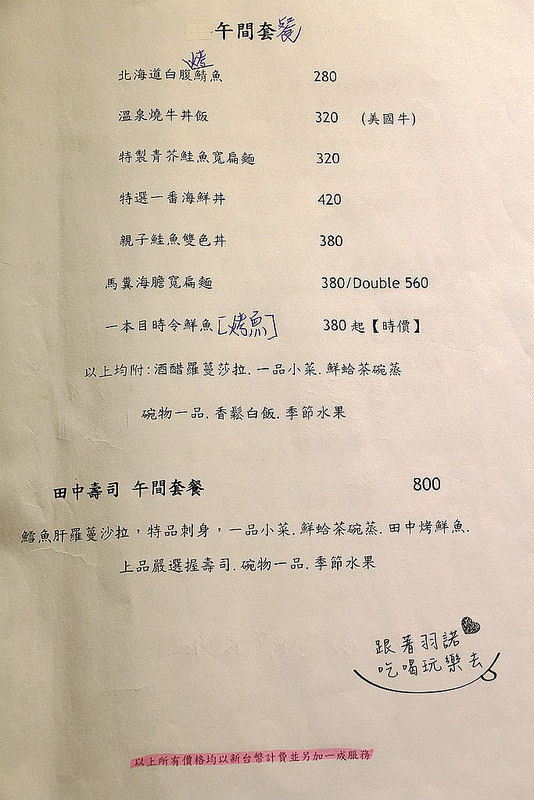 午間套餐
烤
北海道白腹鯖魚 280
溫泉燒牛丼飯 320 (美國牛)
特製青芥鮭魚寬扁麵 320
特選一番海鮮丼 420
親子鮭魚雙色丼 380
馬糞海膽寬扁麵 380/Double 560
一本目時令鮮魚[烤魚] 380 起【時價】
以上均附:酒醋羅蔓莎拉.一品小菜.鮮蛤茶碗蒸
碗物一品.香鬆白飯.季節水果
田中壽司 午間套餐 800
鱈魚肝羅蔓沙拉，特品刺身，一品小菜.鮮蛤茶碗蒸.田中烤鮮魚.
上品嚴選握壽司.碗物一品.季節水果
跟著羽諾
吃喝玩樂去
以上所有價格均以新台幣計費並另加一成服務